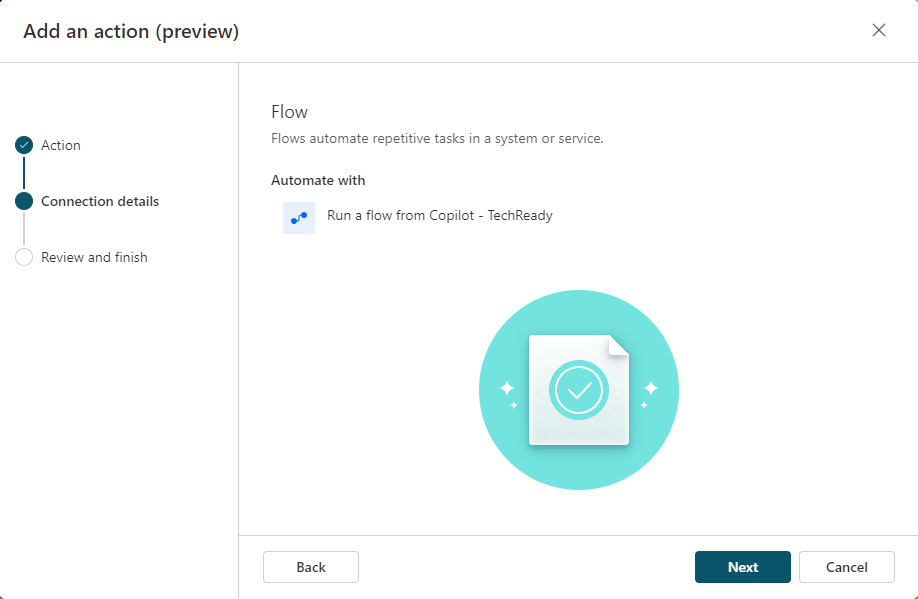 Add an action (preview)
Action
Connection details
Review and finish
Flow
Flows automate repetitive tasks in a system or service.
Automate with
Run a flow from Copilot - TechReady
Back
Next
Cancel